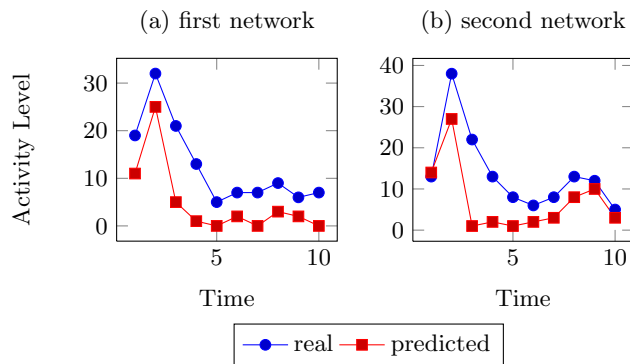 (a) first network
(b) second network
Activity Level
30
20
10
0
5
10
Time
40
30
20
10
0
5
10
Time
real
predicted